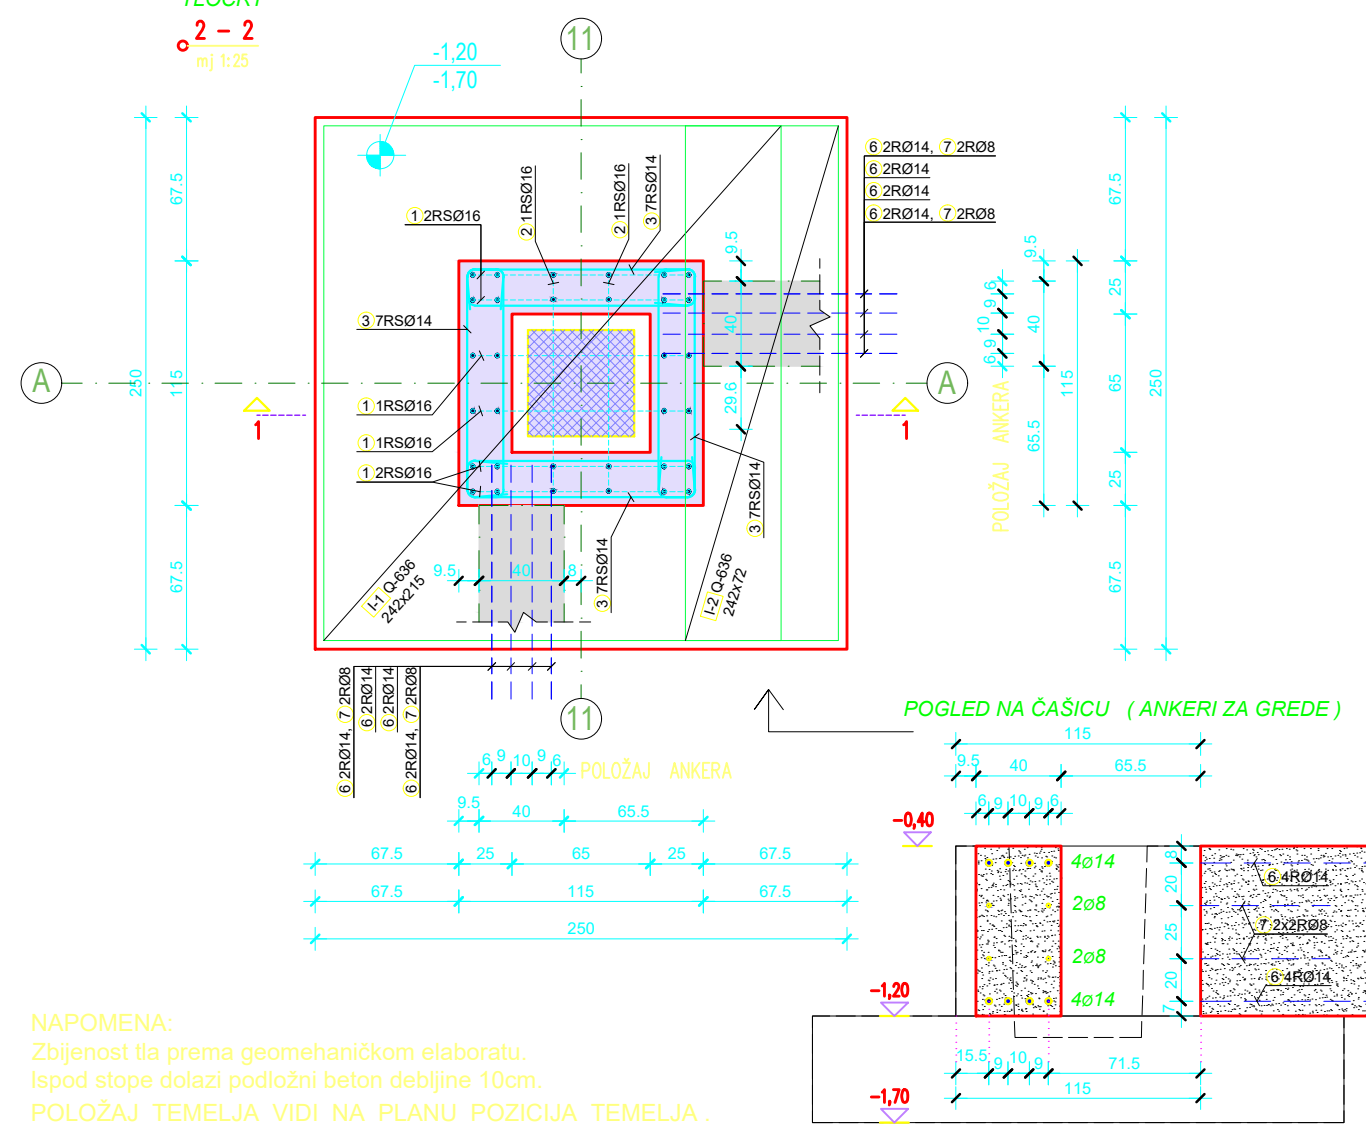 TLOCRT
2 - 2
mj 1:25
-1,20
-1,70
11
6 2RØ14, 7 2RØ8
6 2RØ14
6 2RØ14
6 2RØ14, 7 2RØ8
1 2RSØ16
2 1RSØ16
2 1RSØ16
3 7RSØ14
3 7RSØ14
1 1RSØ16
1 1RSØ16
1 2RSØ16
3 7RSØ14
3 7RSØ14
I-1 Q-636
242x215
I-2 Q-636
242x72
A
A
1
1
250
67.5
115
67.5
9.5
40
29.6
9.5
40
8
6
9
10
9
6
9.5
40
65.5
115
67.5
25
65
25
67.5
250
POLOŽAJ ANKERA
6 2RØ14, 7 2RØ8
6 2RØ14
6 2RØ14
6 2RØ14, 7 2RØ8
11
6 9 10 9 6
POLOŽAJ ANKERA
9.5 40 65.5
67.5 25 65 25 67.5
67.5 115 67.5
250
POGLED NA ČAŠICU ( ANKERI ZA GREDE )
115
9.5 40 65.5
6 9 10 9 6
-0,40
4ø14
2ø8
2ø8
4ø14
8
20
25
20
7
6 4RØ14
7 2x2RØ8
6 4RØ14
-1,20
15.5 9 10 9 71.5
115
-1,70
NAPOMENA:
Zbijenost tla prema geomehaničkom elaboratu.
Ispod stope dolazi podložni beton debljine 10cm.
POLOŽAJ TEMELJA VIDI NA PLANU POZICIJA TEMELJA .